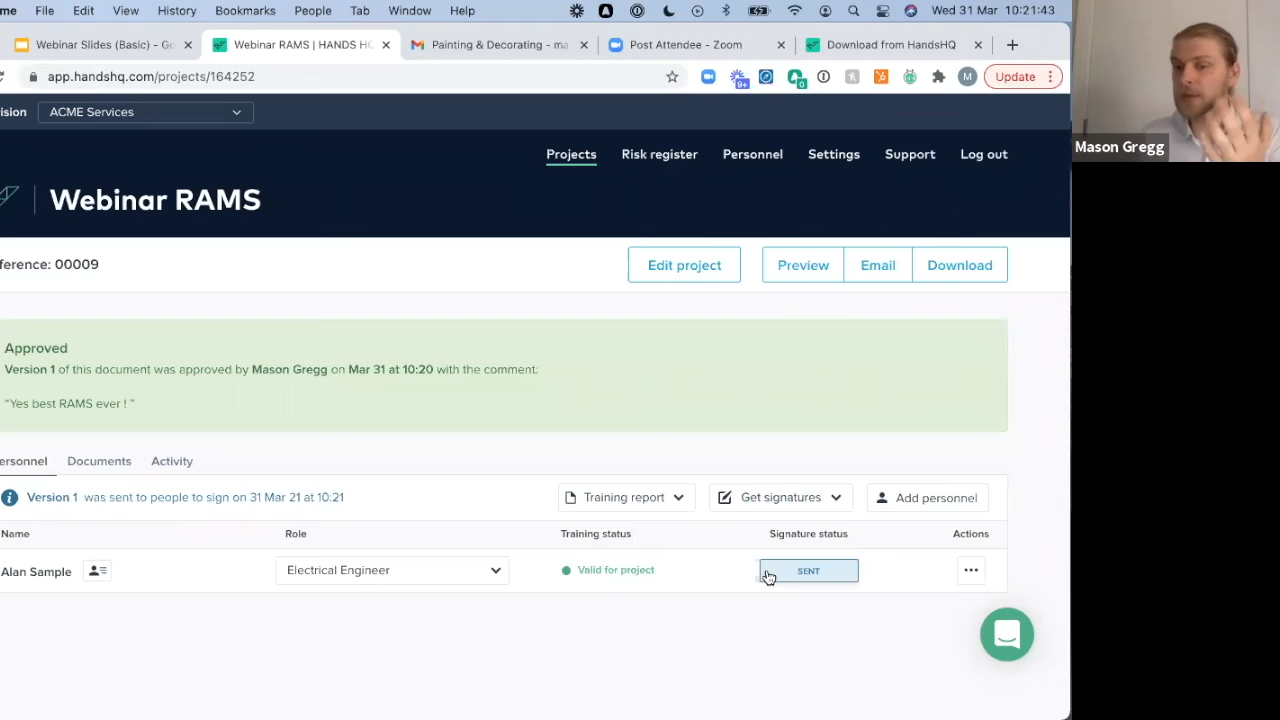 me File Edit View History Bookmarks People Tab Window Help Wed 31 Mar 10:21:43
Webinar Slides (Basic) - Go Webinar RAMS | HANDS HQ Painting & Decorating - ma Post Attendee - Zoom Download from HandsHQ
app.handshq.com/projects/164252 9+ 0 M Update
ision ACME Services
Projects Risk register Personnel Settings Support Log out
Webinar RAMS
ference: 00009 Edit project Preview Email Download
Approved
Version 1 of this document was approved by Mason Gregg on Mar 31 at 10:20 with the comment:
"Yes best RAMS ever ! "
ersonnel Documents Activity
Version 1 was sent to people to sign on 31 Mar 21 at 10:21 Training report Get signatures Add personnel
Name Role Training status Signature status Actions
Alan Sample Electrical Engineer Valid for project SENT
Mason Gregg